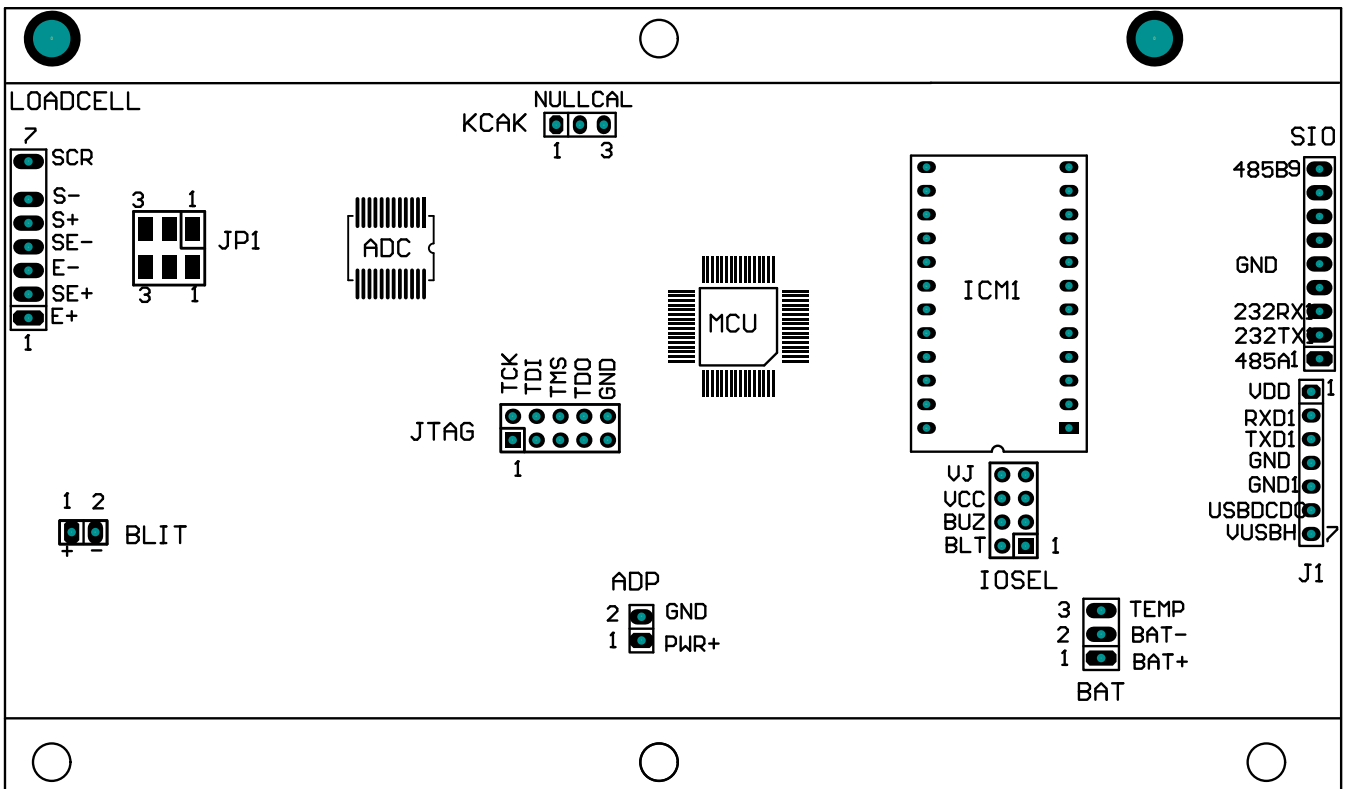 LOADCELL
7
SCR
S-
S+
SE-
E-
SE+
E+
1
3 1
JP1
3 1
NULLCAL
KCAK
1 3
ADC
MCU
ICM1
SIO
485B9
GND
232RX1
232TX1
485A1
VDD 1
RXD1
TXD1
GND
GND1
USBDCDC
VUSBH 7
J1
TCK
TDI
TMS
TDO
GND
JTAG
1
VJ
VCC
BUZ
BLT 1
IOSEL
1 2
BLIT
+ -
ADP
2 GND
1 PWR+
3 TEMP
2 BAT-
1 BAT+
BAT